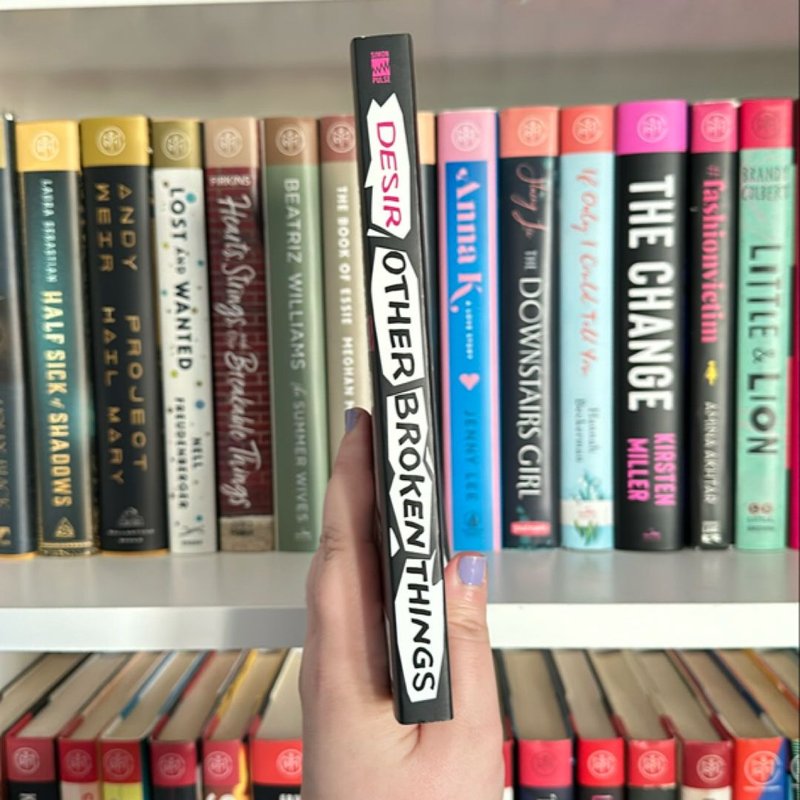 SIMON
PULSE
DESIR
OTHER BROKEN THINGS
LAURA SEBASTIAN
HALF SICK of SHADOWS
ANDY
WEIR
PROJECT
HAIL MARY
LOST AND WANTED
NELL
FREUDENBERGER
Hearts, Strings, and Breakable Things
BEATRIZ WILLIAMS
the SUMMER WIVES
THE BOOK OF ESSIE
MEGHAN
Anna K
A LOVE STORY
JENNY LEE
Stacey Lee
THE DOWNSTAIRS GIRL
If Only I Could Tell You
Hannah
Beckerman
THE CHANGE
KIRSTEN
MILLER
#fashionvictim
AMINA AKHTAR
BRANDY
COLBERT
LITTLE & LION